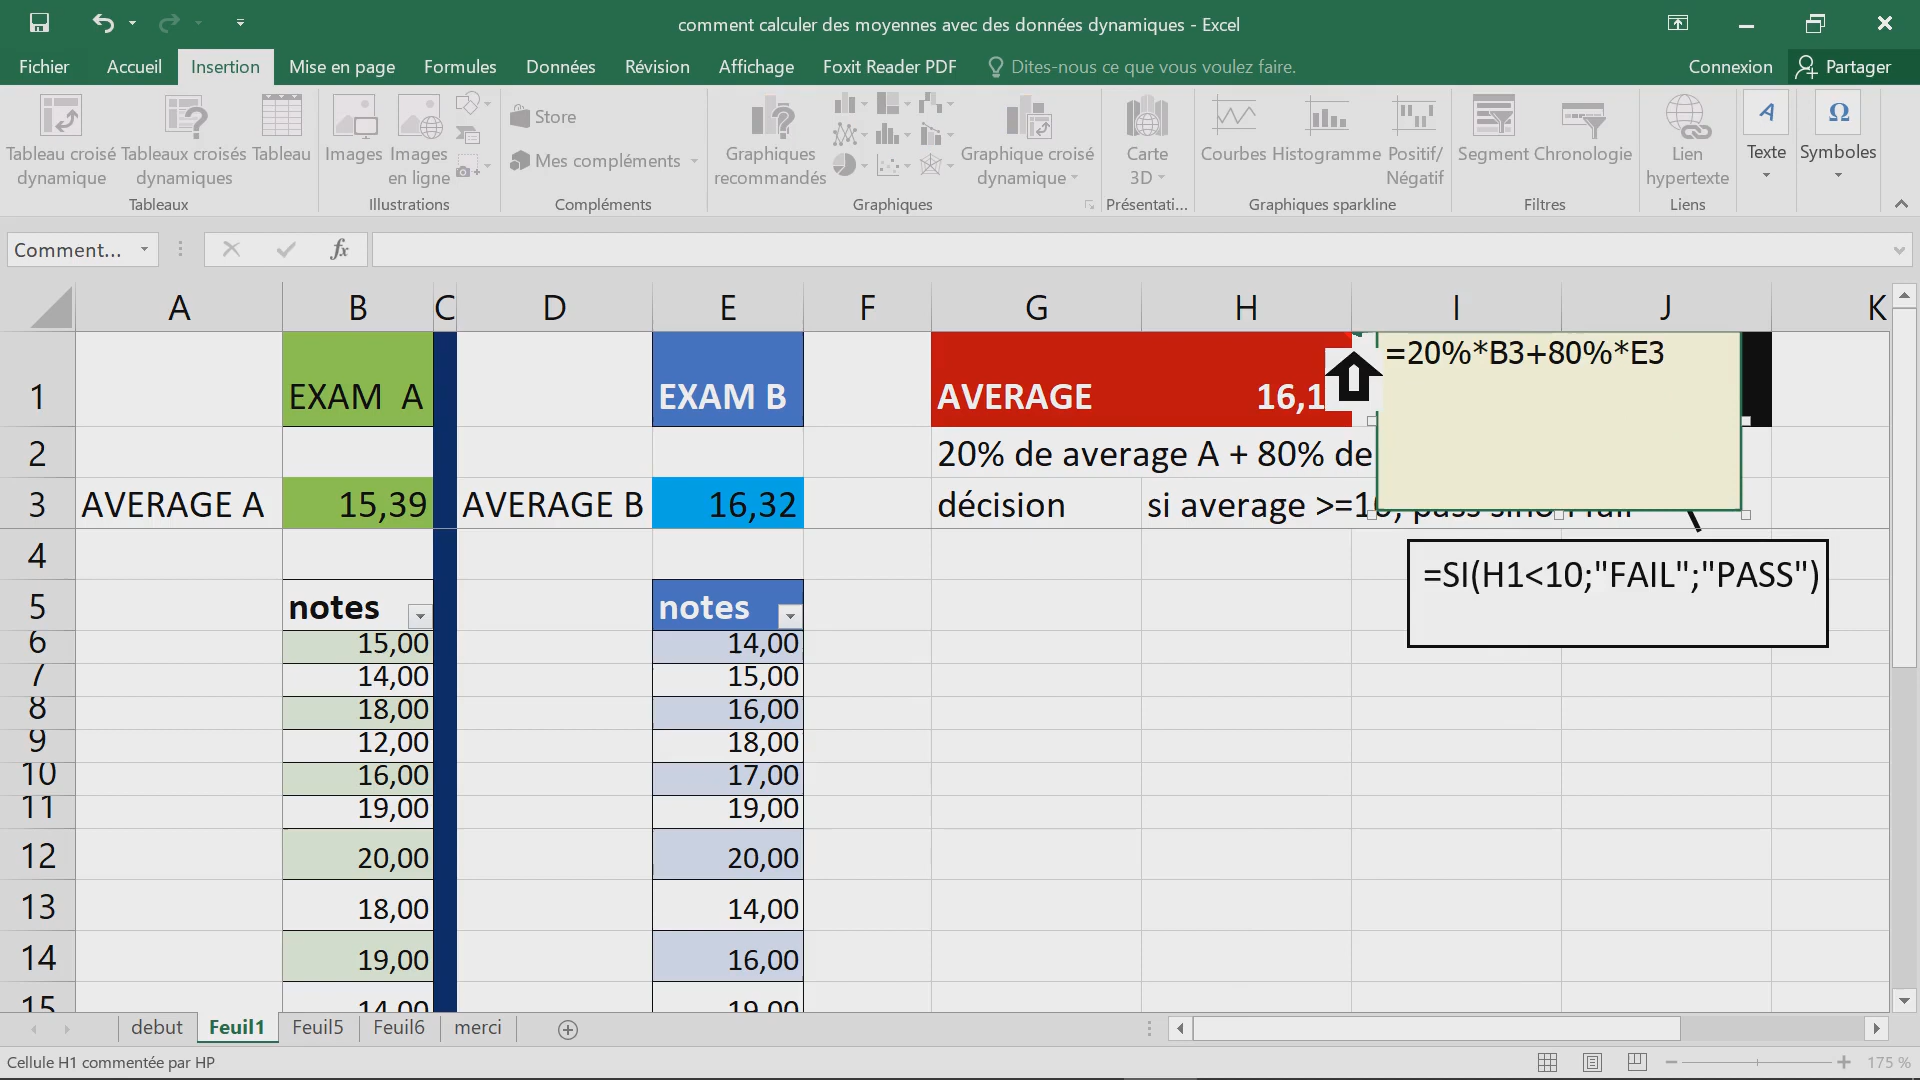 comment calculer des moyennes avec des données dynamiques - Excel
Fichier Accueil Insertion Mise en page Formules Données Révision Affichage Foxit Reader PDF Dites-nous ce que vous voulez faire. Connexion Partager
Tableau croisé dynamique
Tableaux croisés dynamiques
Tableau
Images
Images en ligne
Store
Mes compléments
Graphiques recommandés
Graphique croisé dynamique
Carte 3D
Courbes Histogramme Positif/ Négatif
Segment Chronologie
Lien hypertexte
Texte
Symboles
Tableaux Illustrations Compléments Graphiques Présentati... Graphiques sparkline Filtres Liens
Comment... fx
A B C D E F G H I J K
1 EXAM A EXAM B AVERAGE 16,1
=20%*B3+80%*E3
2 20% de average A + 80% de
3 AVERAGE A 15,39 AVERAGE B 16,32 décision si average >=10, pass
4
=SI(H1<10;"FAIL";"PASS")
5 notes notes
6 15,00 14,00
7 14,00 15,00
8 18,00 16,00
9 12,00 18,00
10 16,00 17,00
11 19,00 19,00
12 20,00 20,00
13 18,00 14,00
14 19,00 16,00
15 14,00 19,00
debut Feuil1 Feuil5 Feuil6 merci
Cellule H1 commentée par HP
175 %